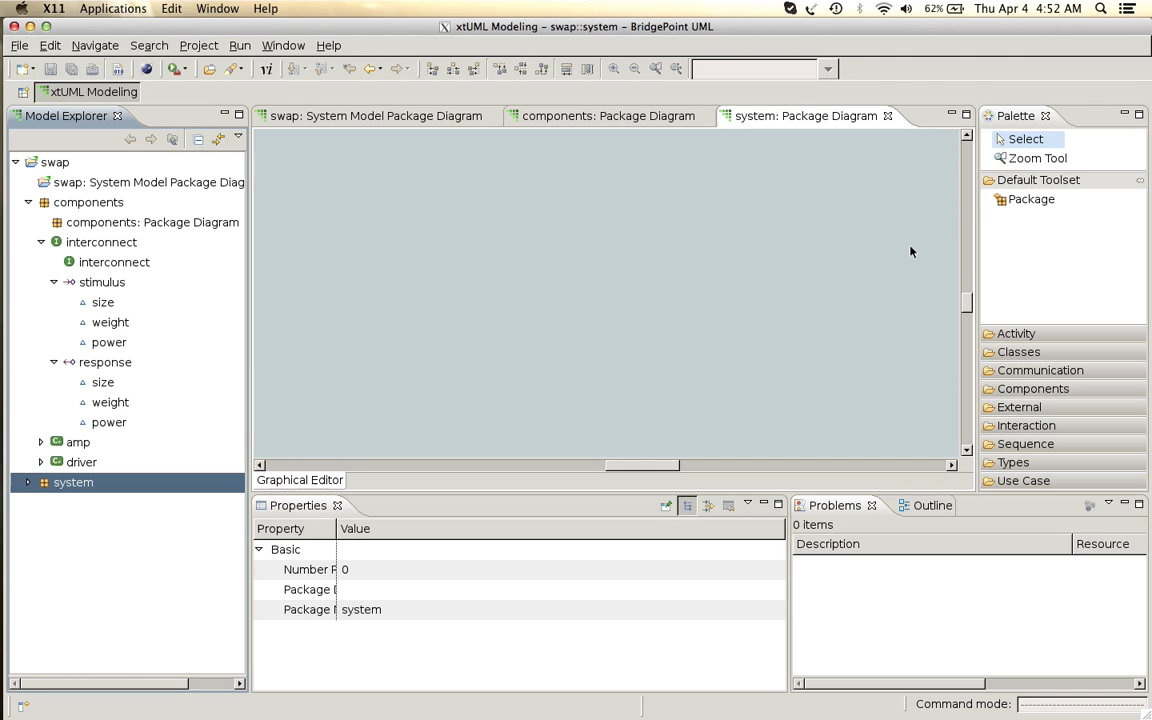 X11 Applications Edit Window Help 62% Thu Apr 4 4:52 AM
xtUML Modeling – swap::system – BridgePoint UML
File Edit Navigate Search Project Run Window Help
vi
xtUML Modeling
Model Explorer
swap: System Model Package Diagram
components: Package Diagram
system: Package Diagram
Palette
swap
swap: System Model Package Diag
components
components: Package Diagram
interconnect
interconnect
stimulus
size
weight
power
response
size
weight
power
amp
driver
system
Select
Zoom Tool
Default Toolset
Package
Activity
Classes
Communication
Components
External
Interaction
Sequence
Types
Use Case
Graphical Editor
Properties
Property Value
Basic
Number 0
Package
Package system
Problems Outline
0 items
Description Resource
Command mode: